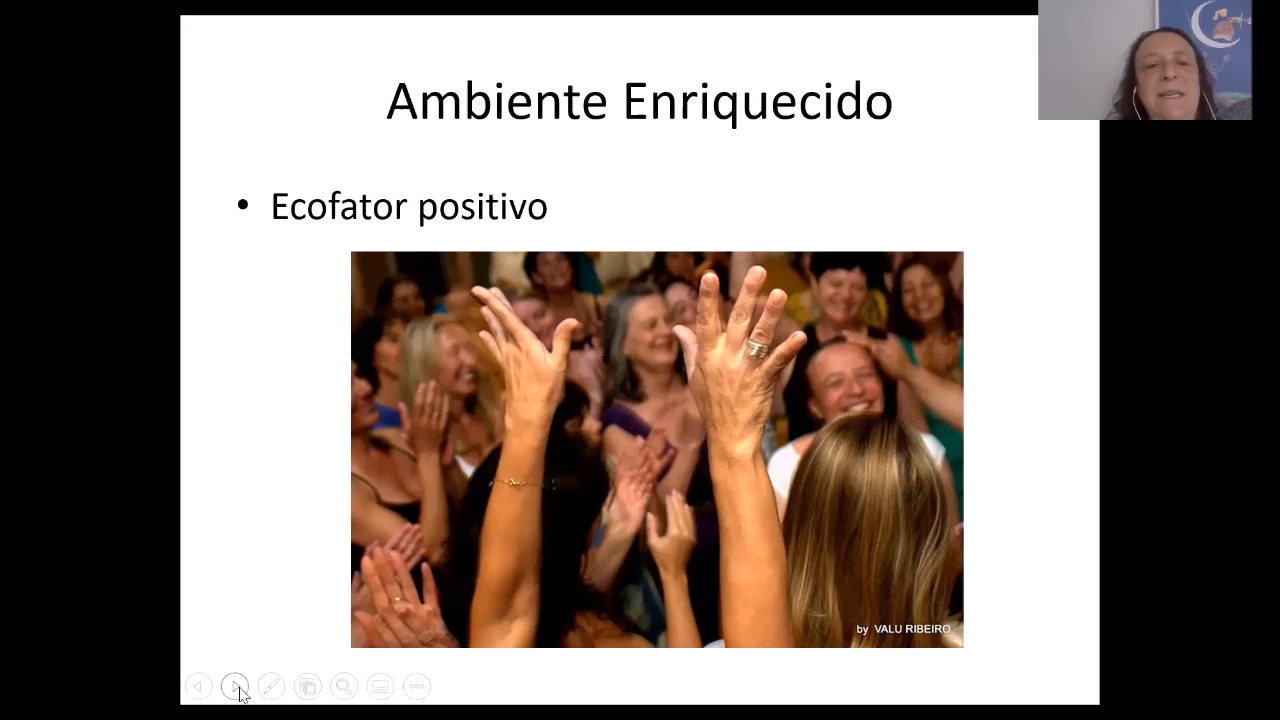 Ambiente Enriquecido
• Ecofator positivo
by VALU RIBEIRO